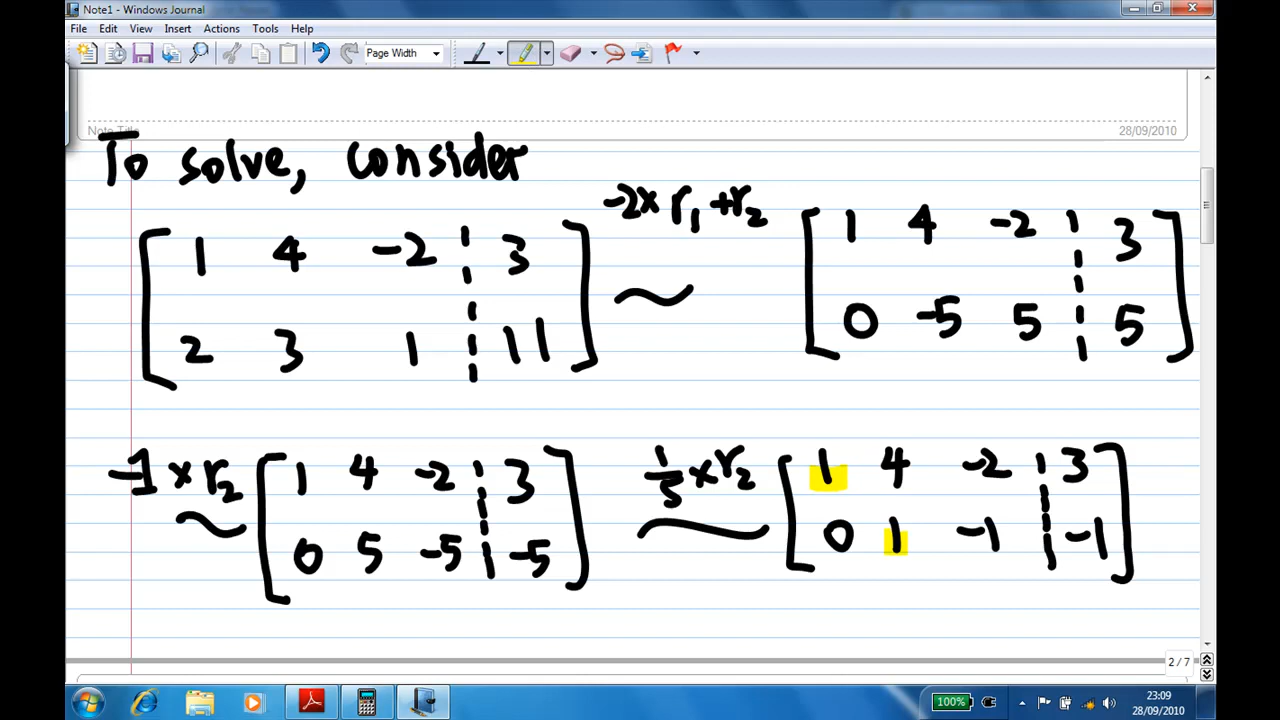 Note1 - Windows Journal
File Edit View Insert Actions Tools Help
Page Width
Note Title
28/09/2010
To solve, consider
-2× r₁ +r₂
1 4 -2 3
2 3 1 11
~
1 4 -2 3
0 -5 5 5
-1 × r₂
~
1 4 -2 3
0 5 -5 -5
1/5 × r₂
~
1 4 -2 3
0 1 -1 -1
2 / 7
100%
23:09
28/09/2010